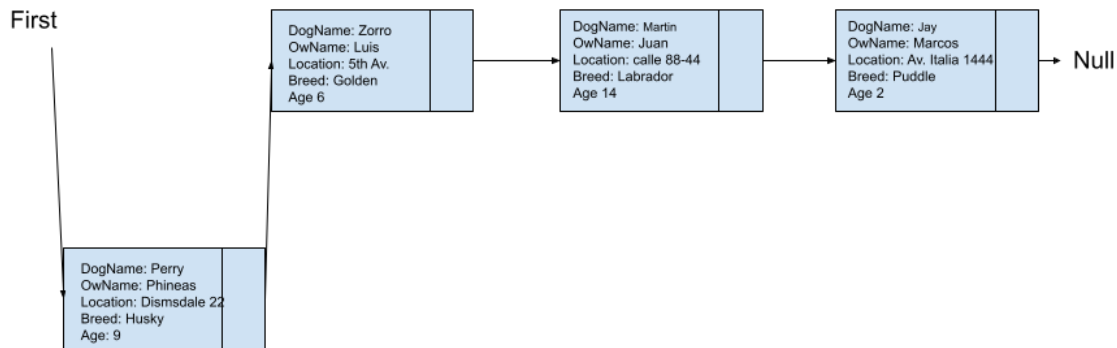 First
DogName: Zorro
OwName: Luis
Location: 5th Av.
Breed: Golden
Age 6
DogName: Martin
OwName: Juan
Location: calle 88-44
Breed: Labrador
Age 14
DogName: Jay
OwName: Marcos
Location: Av. Italia 1444
Breed: Puddle
Age 2
Null
DogName: Perry
OwName: Phineas
Location: Dismsdale 22
Breed: Husky
Age: 9